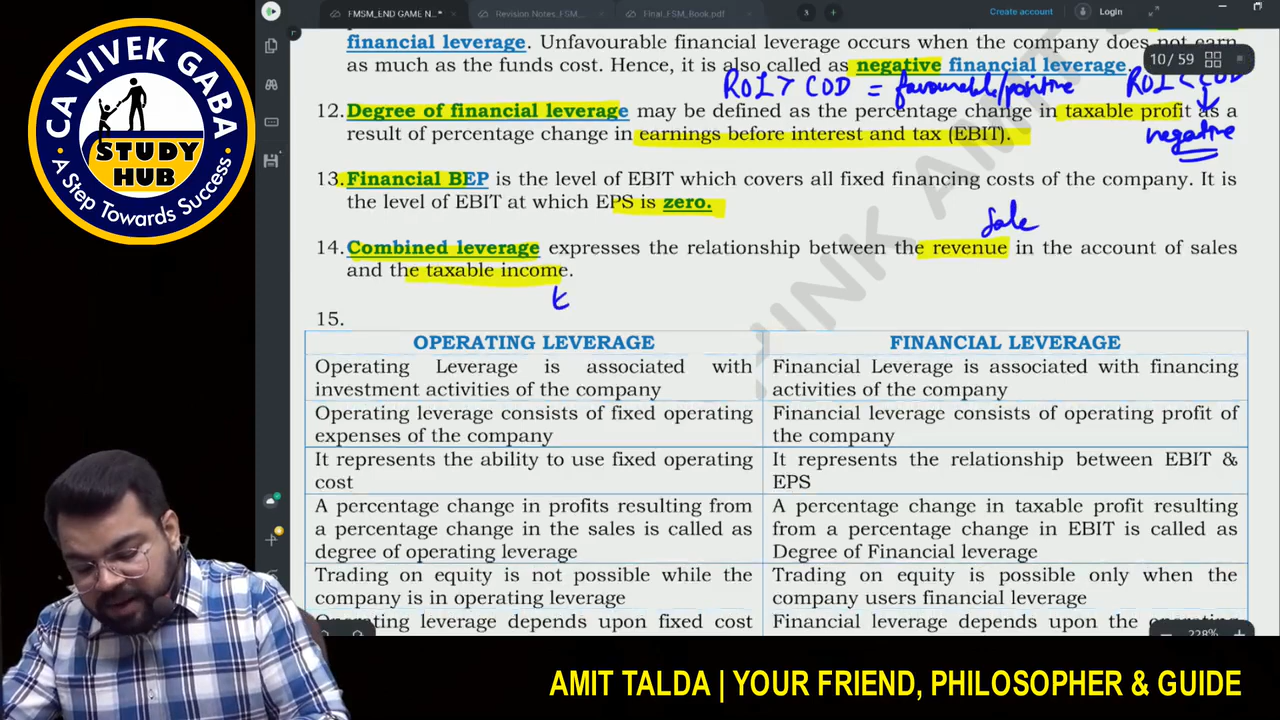 FMSM_END GAME N...*
Revision Notes_FSM_...
Final_FSM_Book.pdf
3
Create account
Login
10/59
financial leverage. Unfavourable financial leverage occurs when the company does not earn
as much as the funds cost. Hence, it is also called as negative financial leverage.
ROI > COD = favourable/positive
ROI < COD
12. Degree of financial leverage may be defined as the percentage change in taxable profit as a
result of percentage change in earnings before interest and tax (EBIT).
negative
13. Financial BEP is the level of EBIT which covers all fixed financing costs of the company. It is
the level of EBIT at which EPS is zero.
Sale
14. Combined leverage expresses the relationship between the revenue in the account of sales
and the taxable income.
t
15.
OPERATING LEVERAGE
FINANCIAL LEVERAGE
Operating Leverage is associated with
investment activities of the company
Financial Leverage is associated with financing
activities of the company
Operating leverage consists of fixed operating
expenses of the company
Financial leverage consists of operating profit of
the company
It represents the ability to use fixed operating
cost
It represents the relationship between EBIT &
EPS
A percentage change in profits resulting from
a percentage change in the sales is called as
degree of operating leverage
A percentage change in taxable profit resulting
from a percentage change in EBIT is called as
Degree of Financial leverage
Trading on equity is not possible while the
company is in operating leverage
Trading on equity is possible only when the
company users financial leverage
Operating leverage depends upon fixed cost
Financial leverage depends upon the operating
228%
THINK AMIT
CA VIVEK GABA
STUDY
HUB
A Step Towards Success
AMIT TALDA | YOUR FRIEND, PHILOSOPHER & GUIDE